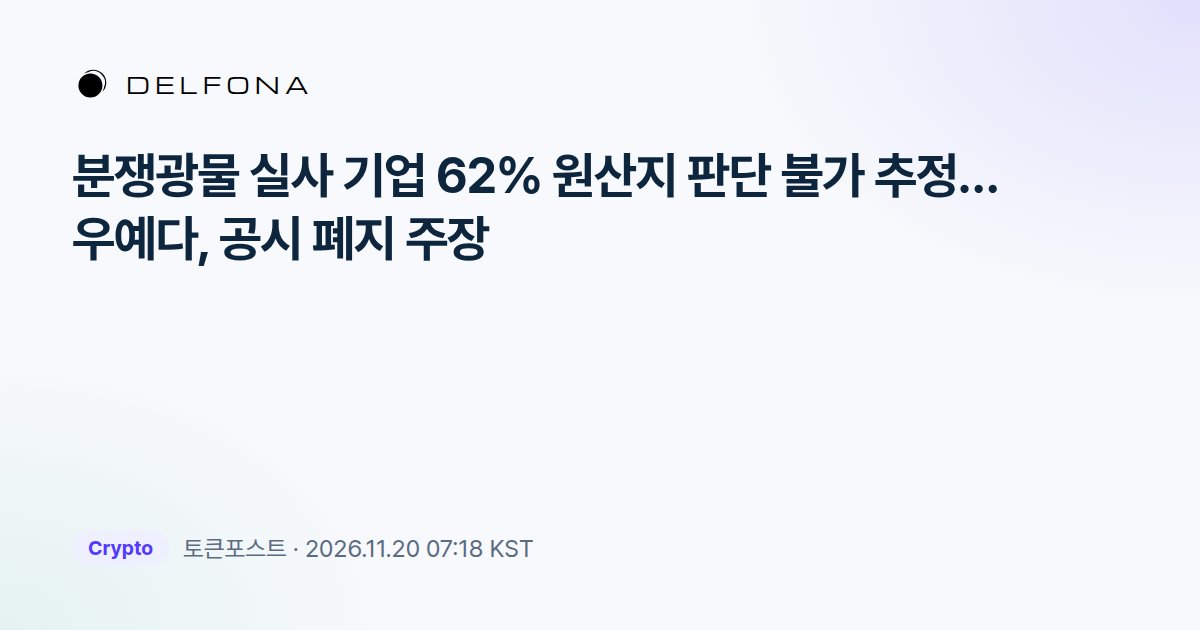 DELFONA
분쟁광물 실사 기업 62% 원산지 판단 불가 추정…
우예다, 공시 폐지 주장
Crypto 토큰포스트 · 2026.11.20 07:18 KST